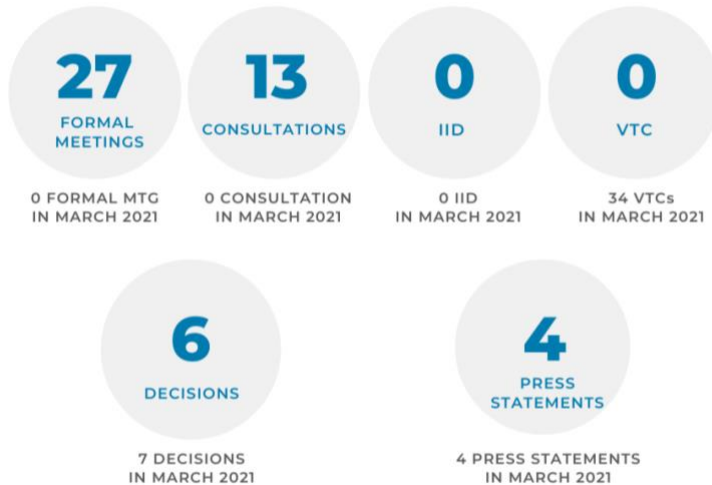 27
FORMAL
MEETINGS
0 FORMAL MTG
IN MARCH 2021
13
CONSULTATIONS
0 CONSULTATION
IN MARCH 2021
0
IID
0 IID
IN MARCH 2021
0
VTC
34 VTCs
IN MARCH 2021
6
DECISIONS
7 DECISIONS
IN MARCH 2021
4
PRESS
STATEMENTS
4 PRESS STATEMENTS
IN MARCH 2021